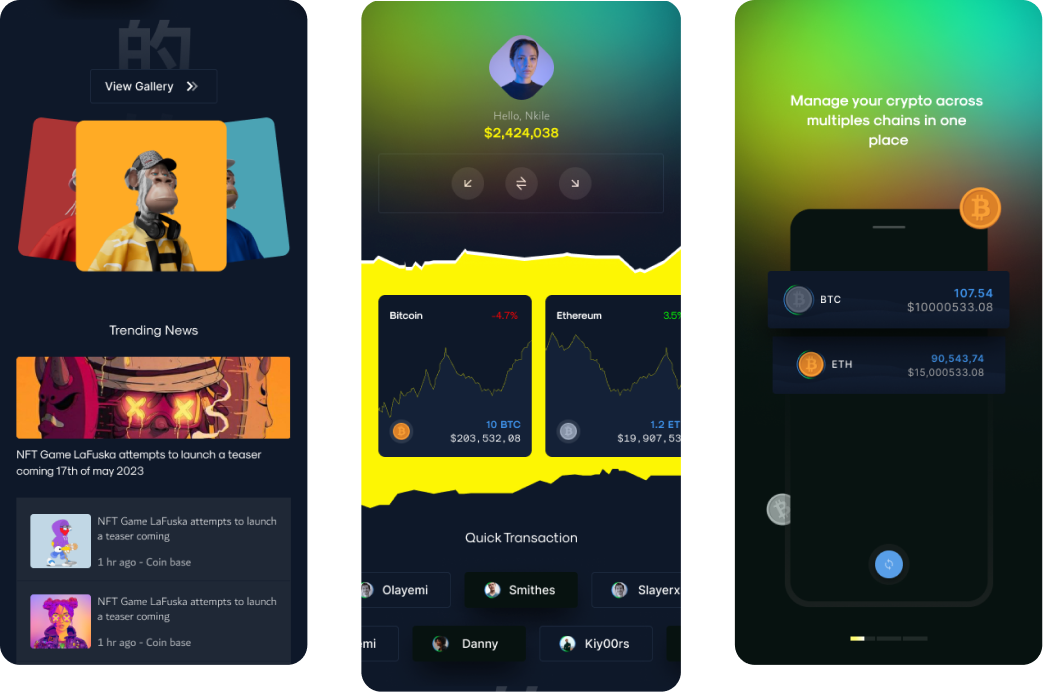 的
View Gallery
Trending News
NFT Game LaFuska attempts to launch a teaser
coming 17th of may 2023
NFT Game LaFuska attempts to launch
a teaser coming
1 hr ago - Coin base
NFT Game LaFuska attempts to launch
a teaser coming
1 hr ago - Coin base
Hello, Nkile
$2,424,038
Bitcoin -4.7%
10 BTC
$203,532,08
Ethereum 3.5%
1.2 ET
$19,907,53
Quick Transaction
Olayemi Smithes Slayerx
emi Danny Kiy00rs
Manage your crypto across
multiples chains in one
place
BTC 107.54
$10000533.08
ETH 90,543,74
$15,000533.08